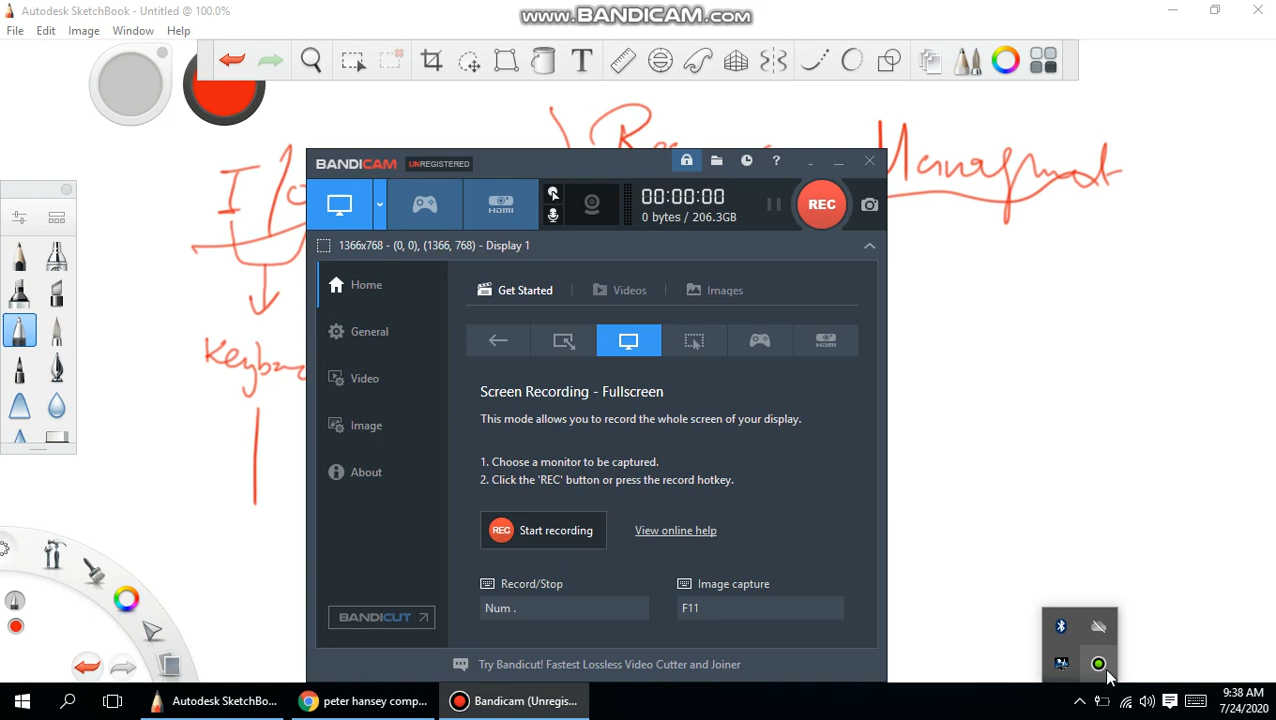 Autodesk SketchBook - Untitled @ 100.0%
www.BANDICAM.com
File Edit Image Window Help
T
I/O
Managment
Keyboa
BANDICAM UNREGISTERED
?
HDMI
00:00:00
0 bytes / 206.3GB
REC
1366x768 - (0, 0), (1366, 768) - Display 1
Home
General
Video
Image
About
BANDICUT
Get Started Videos Images
HDMI
Screen Recording - Fullscreen
This mode allows you to record the whole screen of your display.
1. Choose a monitor to be captured.
2. Click the 'REC' button or press the record hotkey.
REC Start recording View online help
Record/Stop Image capture
Num . F11
Try Bandicut! Fastest Lossless Video Cutter and Joiner
Autodesk SketchBo... peter hansey comp... Bandicam (Unregis...
9:38 AM
7/24/2020